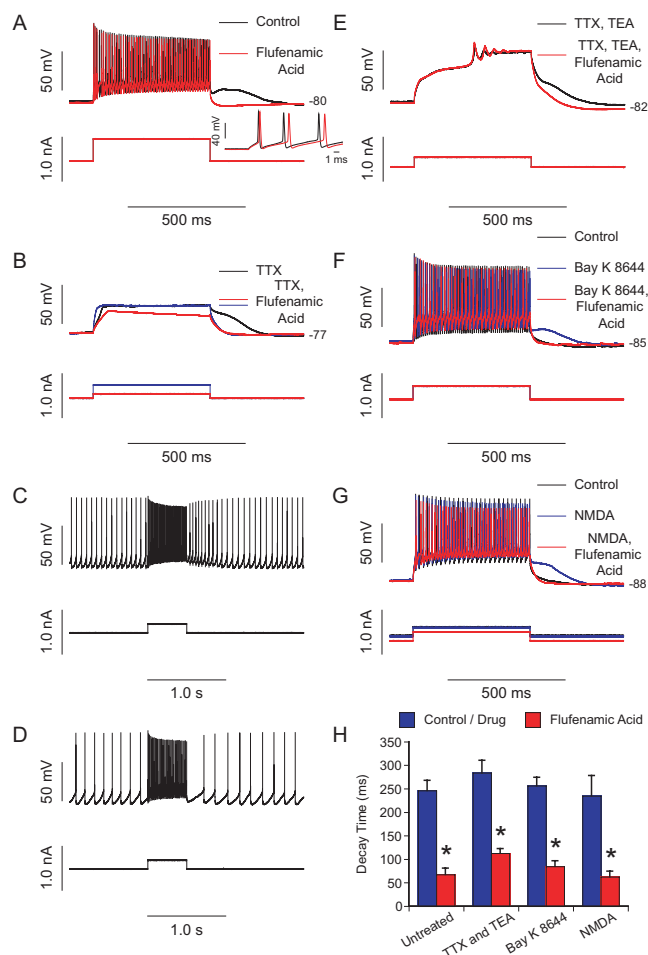 A
Control
Flufenamic
Acid
50 mV
-80
40 mV
1 ms
1.0 nA
500 ms
B
TTX
TTX,
Flufenamic
Acid
50 mV
-77
1.0 nA
500 ms
C
50 mV
1.0 nA
1.0 s
D
50 mV
1.0 nA
1.0 s
E
TTX, TEA
TTX, TEA,
Flufenamic
Acid
50 mV
-82
1.0 nA
500 ms
F
Control
Bay K 8644
Bay K 8644,
Flufenamic
Acid
50 mV
-85
1.0 nA
500 ms
G
Control
NMDA
NMDA,
Flufenamic
Acid
50 mV
-88
1.0 nA
500 ms
H
Control / Drug
Flufenamic Acid
Decay Time (ms)
350
300
250
200
150
100
50
0
*
*
*
*
Untreated
TTX and TEA
Bay K 8644
NMDA